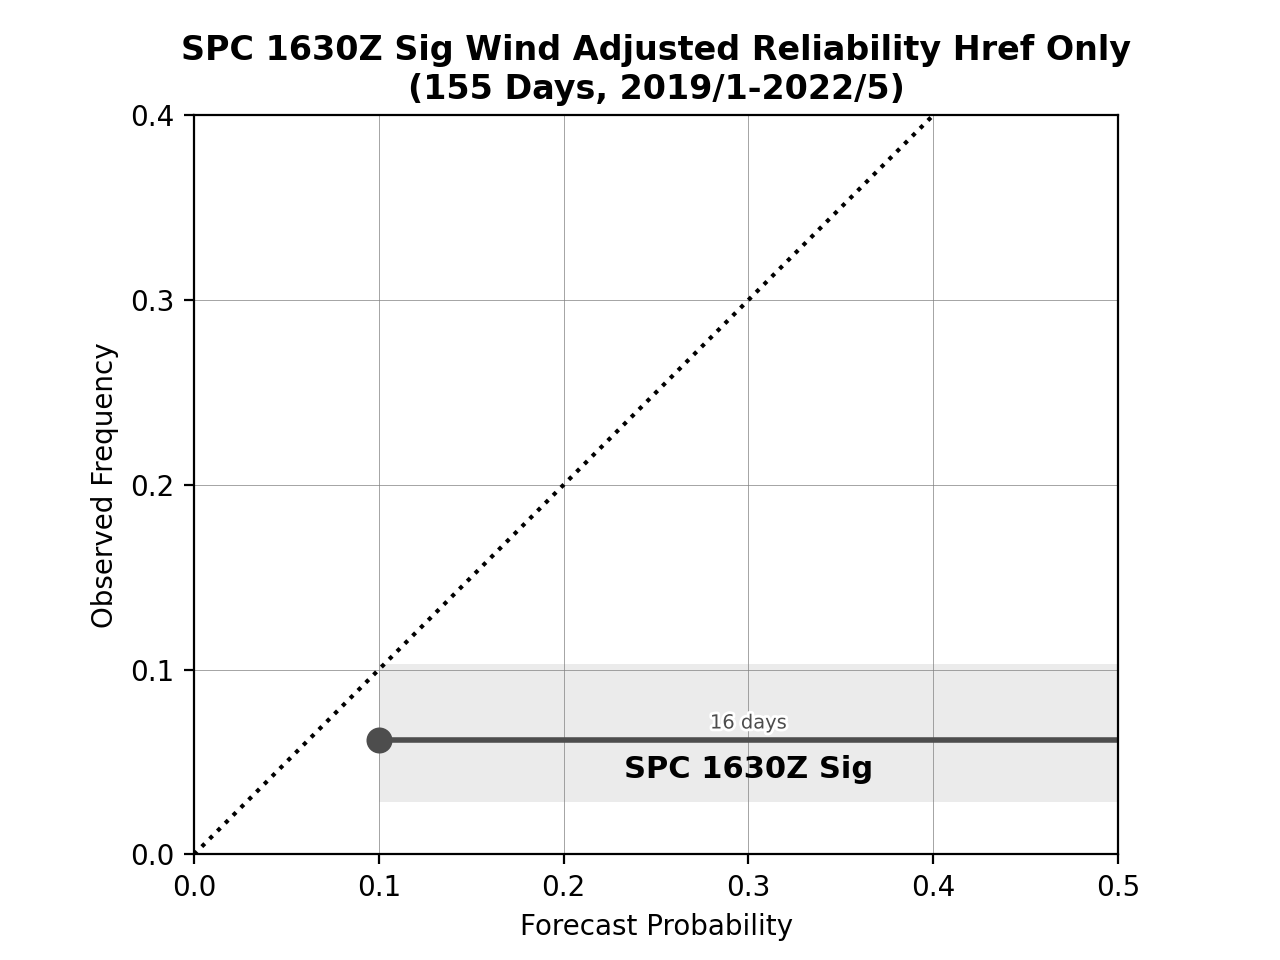 SPC 1630Z Sig Wind Adjusted Reliability Href Only
(155 Days, 2019/1-2022/5)
0.4
0.3
0.2
0.1
0.0
Observed Frequency
16 days
SPC 1630Z Sig
0.0 0.1 0.2 0.3 0.4 0.5
Forecast Probability